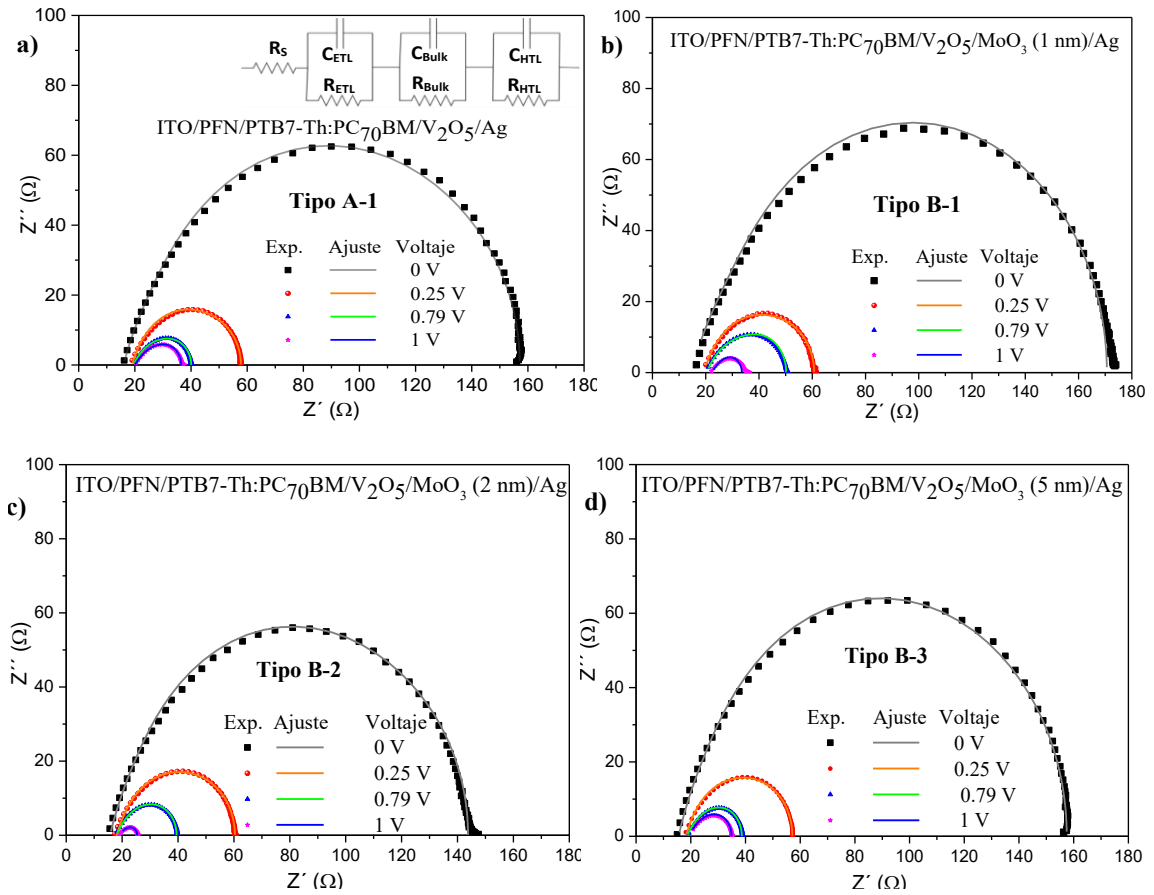 a)
R_S
C_ETL
C_Bulk
C_HTL
R_ETL
R_Bulk
R_HTL
ITO/PFN/PTB7-Th:PC70BM/V2O5/Ag
Tipo A-1
Exp. Ajuste Voltaje
0 V
0.25 V
0.79 V
1 V
Z´´ (Ω)
100
80
60
40
20
0
0 20 40 60 80 100 120 140 160 180
Z´ (Ω)
b)
ITO/PFN/PTB7-Th:PC70BM/V2O5/MoO3 (1 nm)/Ag
Tipo B-1
Exp. Ajuste Voltaje
0 V
0.25 V
0.79 V
1 V
Z´´ (Ω)
100
80
60
40
20
0
0 20 40 60 80 100 120 140 160 180
Z´ (Ω)
c)
ITO/PFN/PTB7-Th:PC70BM/V2O5/MoO3 (2 nm)/Ag
Tipo B-2
Exp. Ajuste Voltaje
0 V
0.25 V
0.79 V
1 V
Z´´ (Ω)
100
80
60
40
20
0
0 20 40 60 80 100 120 140 160 180
Z´ (Ω)
d)
ITO/PFN/PTB7-Th:PC70BM/V2O5/MoO3 (5 nm)/Ag
Tipo B-3
Exp. Ajuste Voltaje
0 V
0.25 V
0.79 V
1 V
Z´´ (Ω)
100
80
60
40
20
0
0 20 40 60 80 100 120 140 160 180
Z´ (Ω)